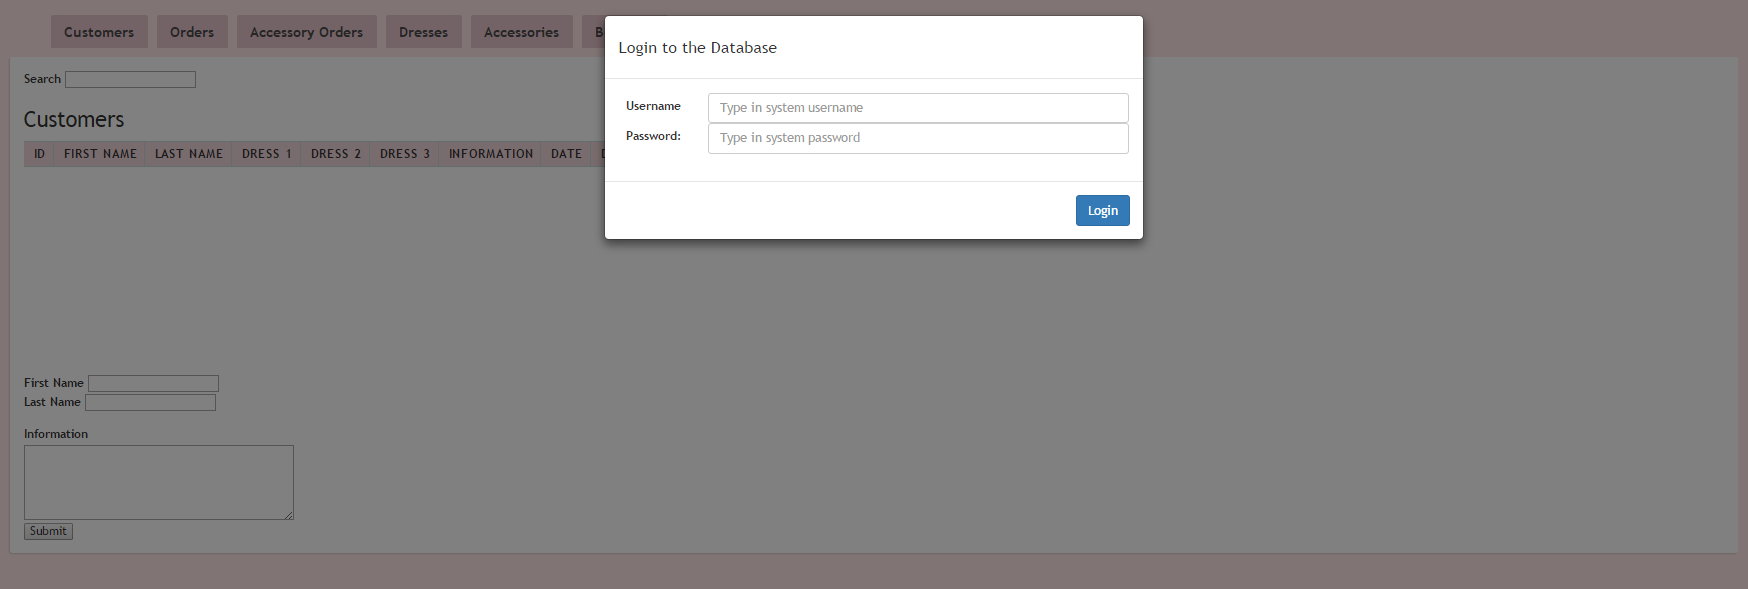 Customers Orders Accessory Orders Dresses Accessories
Login to the Database
Search
Username Type in system username
Customers
Password: Type in system password
ID FIRST NAME LAST NAME DRESS 1 DRESS 2 DRESS 3 INFORMATION DATE
Login
First Name
Last Name
Information
Submit